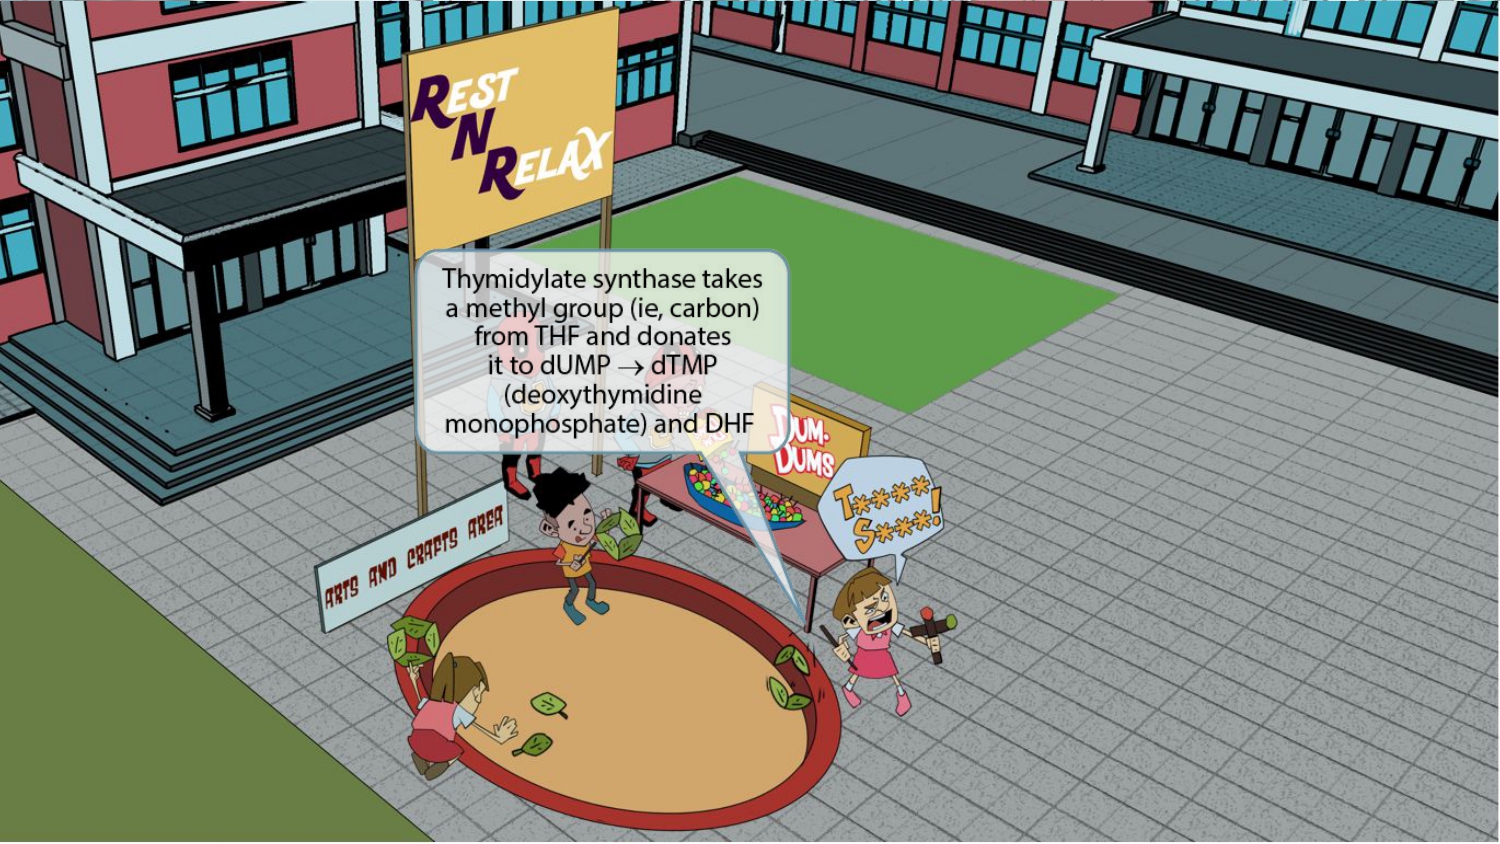 REST
N
RELAX
Thymidylate synthase takes
a methyl group (ie, carbon)
from THF and donates
it to dUMP → dTMP
(deoxythymidine
monophosphate) and DHF
DUM-
DUMS
T*****
S****!
ARTS AND CRAFTS AREA